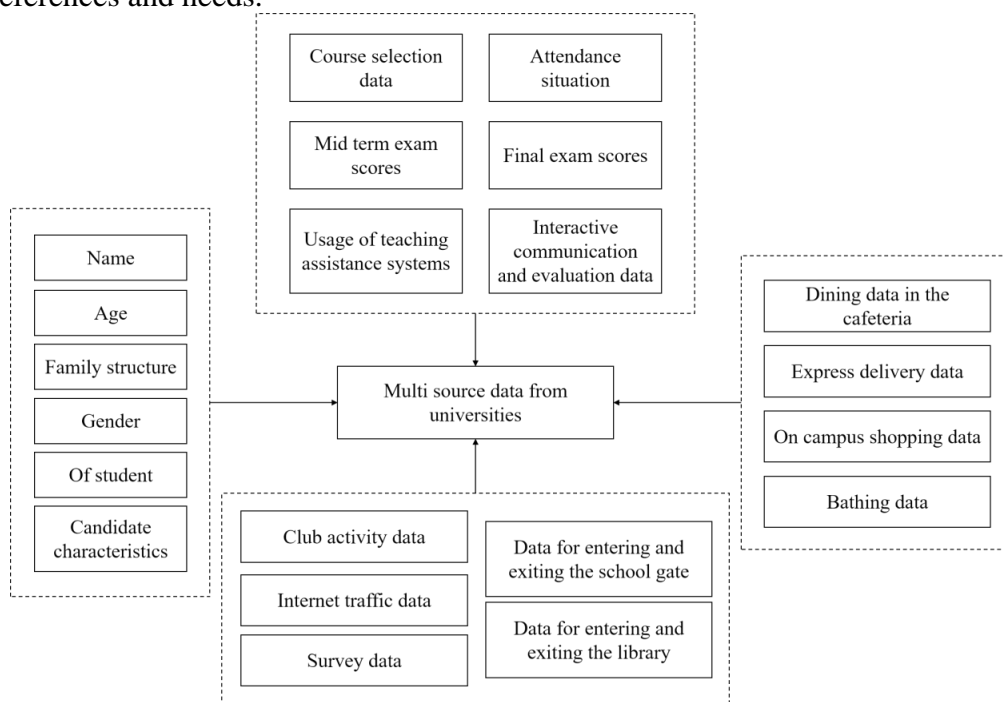 references and needs.
Course selection
data
Attendance
situation
Mid term exam
scores
Final exam scores
Usage of teaching
assistance systems
Interactive
communication
and evaluation data
Name
Age
Family structure
Gender
Of student
Candidate
characteristics
Multi source data from
universities
Dining data in the
cafeteria
Express delivery data
On campus shopping data
Bathing data
Club activity data
Internet traffic data
Survey data
Data for entering and
exiting the school gate
Data for entering and
exiting the library